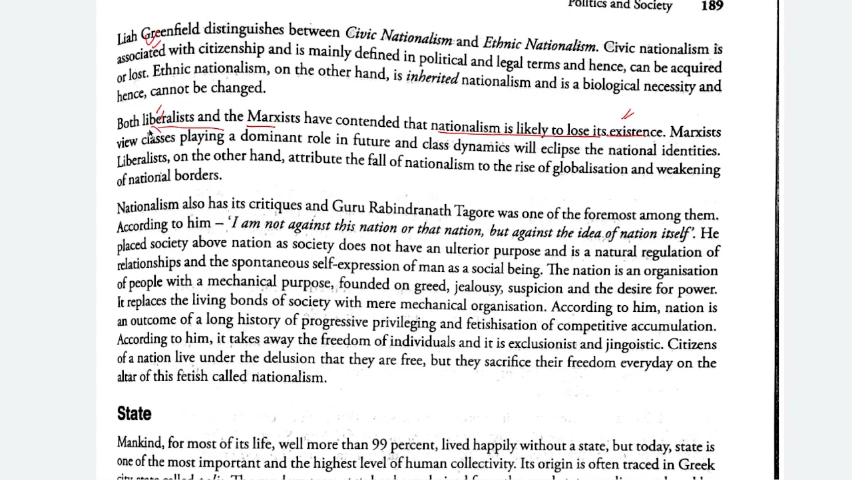 Politics and Society 189
Liah Greenfield distinguishes between Civic Nationalism and Ethnic Nationalism. Civic nationalism is
associated with citizenship and is mainly defined in political and legal terms and hence, can be acquired
or lost. Ethnic nationalism, on the other hand, is inherited nationalism and is a biological necessity and
hence, cannot be changed.
Both liberalists and the Marxists have contended that nationalism is likely to lose its existence. Marxists
view classes playing a dominant role in future and class dynamics will eclipse the national identities.
Liberalists, on the other hand, attribute the fall of nationalism to the rise of globalisation and weakening
of national borders.
Nationalism also has its critiques and Guru Rabindranath Tagore was one of the foremost among them.
According to him – 'I am not against this nation or that nation, but against the idea of nation itself'. He
placed society above nation as society does not have an ulterior purpose and is a natural regulation of
relationships and the spontaneous self-expression of man as a social being. The nation is an organisation
of people with a mechanical purpose, founded on greed, jealousy, suspicion and the desire for power.
It replaces the living bonds of society with mere mechanical organisation. According to him, nation is
an outcome of a long history of progressive privileging and fetishisation of competitive accumulation.
According to him, it takes away the freedom of individuals and it is exclusionist and jingoistic. Citizens
of a nation live under the delusion that they are free, but they sacrifice their freedom everyday on the
altar of this fetish called nationalism.
State
Mankind, for most of its life, well more than 99 percent, lived happily without a state, but today, state is
one of the most important and the highest level of human collectivity. Its origin is often traced in Greek